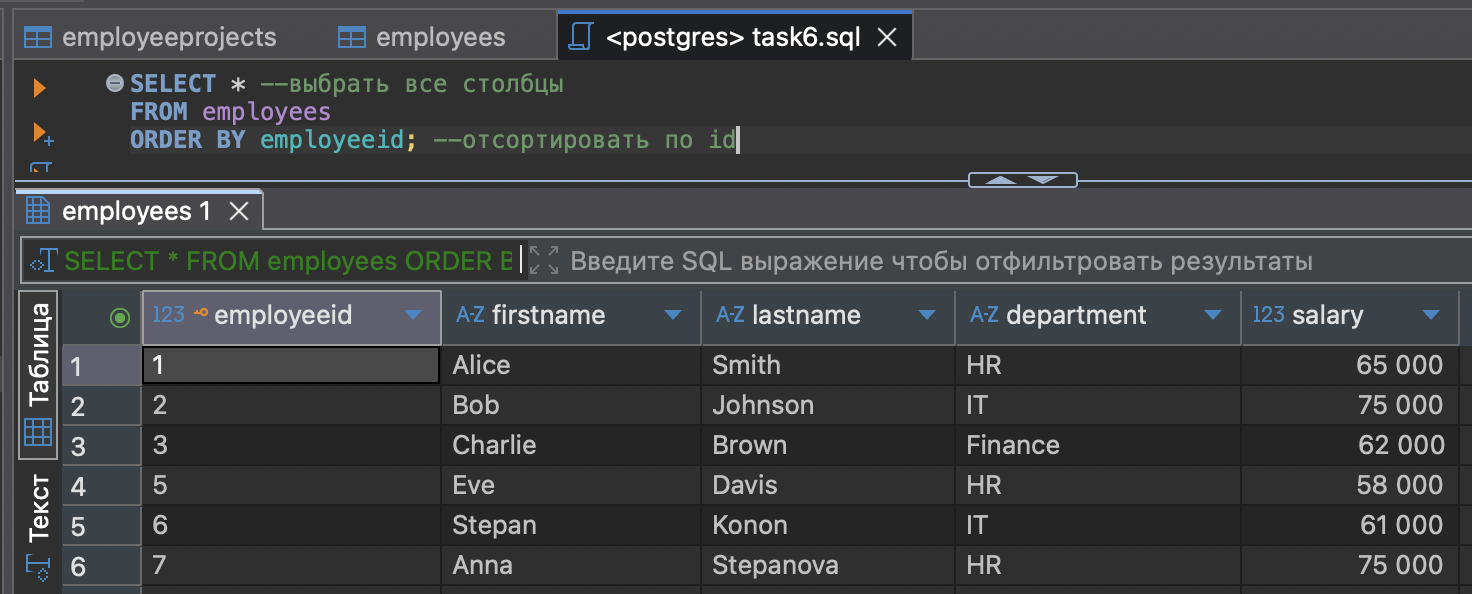 employeeprojects employees <postgres> task6.sql
SELECT * --выбрать все столбцы
FROM employees
ORDER BY employeeid; --отсортировать по id
employees 1
SELECT * FROM employees ORDER B Введите SQL выражение чтобы отфильтровать результаты
Таблица
Текст
123 employeeid A-Z firstname A-Z lastname A-Z department 123 salary
1 1 Alice Smith HR 65 000
2 2 Bob Johnson IT 75 000
3 3 Charlie Brown Finance 62 000
4 5 Eve Davis HR 58 000
5 6 Stepan Konon IT 61 000
6 7 Anna Stepanova HR 75 000